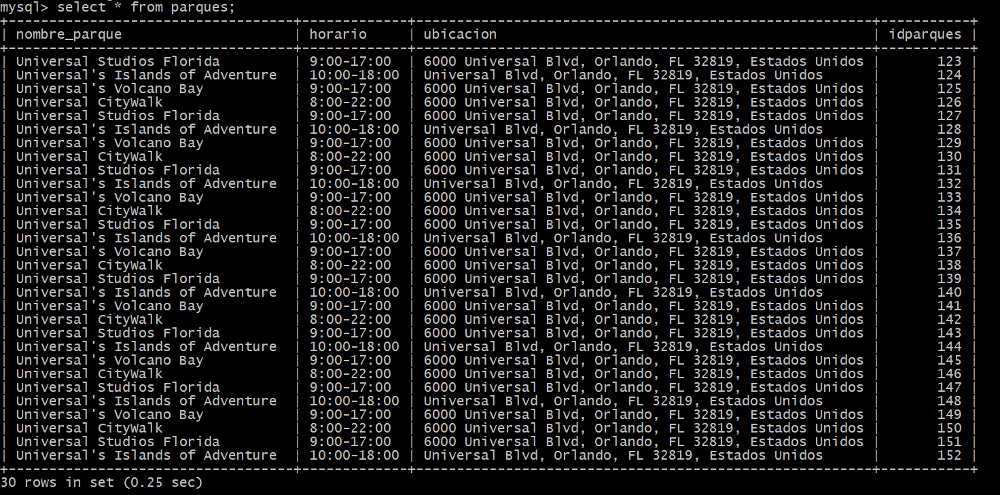 mysql> select * from parques;
+-----------------------------------+-------------+--------------------------------------------------------+-----------+
| nombre_parque                     | horario     | ubicacion                                              | idparques |
+-----------------------------------+-------------+--------------------------------------------------------+-----------+
| Universal Studios Florida         | 9:00-17:00  | 6000 Universal Blvd, Orlando, FL 32819, Estados Unidos |       123 |
| Universal's Islands of Adventure  | 10:00-18:00 | Universal Blvd, Orlando, FL 32819, Estados Unidos      |       124 |
| Universal's Volcano Bay           | 9:00-17:00  | 6000 Universal Blvd, Orlando, FL 32819, Estados Unidos |       125 |
| Universal CityWalk                | 8:00-22:00  | 6000 Universal Blvd, Orlando, FL 32819, Estados Unidos |       126 |
| Universal Studios Florida         | 9:00-17:00  | 6000 Universal Blvd, Orlando, FL 32819, Estados Unidos |       127 |
| Universal's Islands of Adventure  | 10:00-18:00 | Universal Blvd, Orlando, FL 32819, Estados Unidos      |       128 |
| Universal's Volcano Bay           | 9:00-17:00  | 6000 Universal Blvd, Orlando, FL 32819, Estados Unidos |       129 |
| Universal CityWalk                | 8:00-22:00  | 6000 Universal Blvd, Orlando, FL 32819, Estados Unidos |       130 |
| Universal Studios Florida         | 9:00-17:00  | 6000 Universal Blvd, Orlando, FL 32819, Estados Unidos |       131 |
| Universal's Islands of Adventure  | 10:00-18:00 | Universal Blvd, Orlando, FL 32819, Estados Unidos      |       132 |
| Universal's Volcano Bay           | 9:00-17:00  | 6000 Universal Blvd, Orlando, FL 32819, Estados Unidos |       133 |
| Universal CityWalk                | 8:00-22:00  | 6000 Universal Blvd, Orlando, FL 32819, Estados Unidos |       134 |
| Universal Studios Florida         | 9:00-17:00  | 6000 Universal Blvd, Orlando, FL 32819, Estados Unidos |       135 |
| Universal's Islands of Adventure  | 10:00-18:00 | Universal Blvd, Orlando, FL 32819, Estados Unidos      |       136 |
| Universal's Volcano Bay           | 9:00-17:00  | 6000 Universal Blvd, Orlando, FL 32819, Estados Unidos |       137 |
| Universal CityWalk                | 8:00-22:00  | 6000 Universal Blvd, Orlando, FL 32819, Estados Unidos |       138 |
| Universal Studios Florida         | 9:00-17:00  | 6000 Universal Blvd, Orlando, FL 32819, Estados Unidos |       139 |
| Universal's Islands of Adventure  | 10:00-18:00 | Universal Blvd, Orlando, FL 32819, Estados Unidos      |       140 |
| Universal's Volcano Bay           | 9:00-17:00  | 6000 Universal Blvd, Orlando, FL 32819, Estados Unidos |       141 |
| Universal CityWalk                | 8:00-22:00  | 6000 Universal Blvd, Orlando, FL 32819, Estados Unidos |       142 |
| Universal Studios Florida         | 9:00-17:00  | 6000 Universal Blvd, Orlando, FL 32819, Estados Unidos |       143 |
| Universal's Islands of Adventure  | 10:00-18:00 | Universal Blvd, Orlando, FL 32819, Estados Unidos      |       144 |
| Universal's Volcano Bay           | 9:00-17:00  | 6000 Universal Blvd, Orlando, FL 32819, Estados Unidos |       145 |
| Universal CityWalk                | 8:00-22:00  | 6000 Universal Blvd, Orlando, FL 32819, Estados Unidos |       146 |
| Universal Studios Florida         | 9:00-17:00  | 6000 Universal Blvd, Orlando, FL 32819, Estados Unidos |       147 |
| Universal's Islands of Adventure  | 10:00-18:00 | Universal Blvd, Orlando, FL 32819, Estados Unidos      |       148 |
| Universal's Volcano Bay           | 9:00-17:00  | 6000 Universal Blvd, Orlando, FL 32819, Estados Unidos |       149 |
| Universal CityWalk                | 8:00-22:00  | 6000 Universal Blvd, Orlando, FL 32819, Estados Unidos |       150 |
| Universal Studios Florida         | 9:00-17:00  | 6000 Universal Blvd, Orlando, FL 32819, Estados Unidos |       151 |
| Universal's Islands of Adventure  | 10:00-18:00 | Universal Blvd, Orlando, FL 32819, Estados Unidos      |       152 |
+-----------------------------------+-------------+--------------------------------------------------------+-----------+
30 rows in set (0.25 sec)